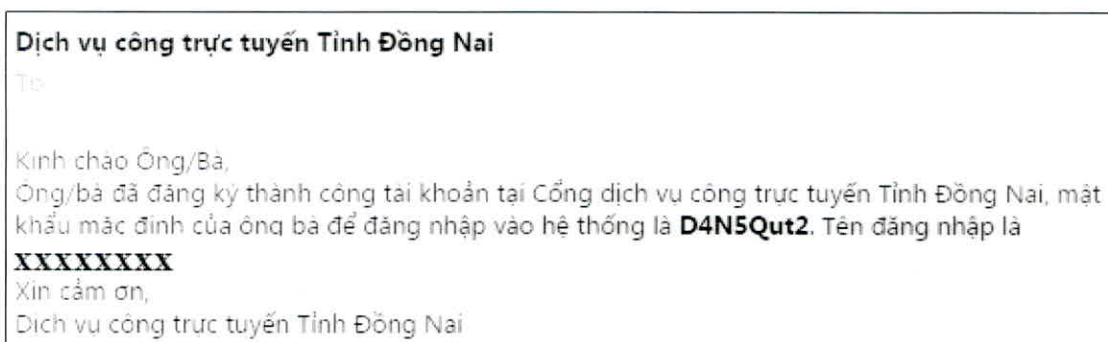 Dịch vụ công trực tuyến Tỉnh Đồng Nai
To
Kính chào Ông/Bà,
Ông/bà đã đăng ký thành công tài khoản tại Cổng dịch vụ công trực tuyến Tỉnh Đồng Nai, mật
khẩu mặc định của ông bà để đăng nhập vào hệ thống là D4N5Qut2. Tên đăng nhập là
XXXXXXXX
Xin cảm ơn,
Dịch vụ công trực tuyến Tỉnh Đồng Nai